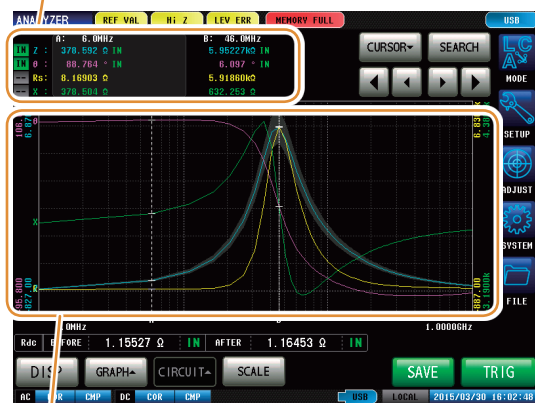 ANALYZER REF VAL Hi Z LEV ERR MEMORY FULL USB
A: 6.0MHz B: 46.0MHz
IN Z : 378.592 Ω IN 5.95227kΩ IN
IN θ : 88.764 ° IN 6.097 ° IN
-- Rs: 8.16903 Ω 5.91860kΩ
-- X : 378.504 Ω 632.253 Ω
CURSOR SEARCH
LC
MODE
SETUP
ADJUST
SYSTEM
FILE
θ
X
R
A B
1.0000GHz
Rdc BEFORE : 1.15527 Ω : IN AFTER : 1.16453 Ω : IN
DISP GRAPH CIRCUIT SCALE SAVE TRIG
AC COR CMP DC COR CMP USB LOCAL 2015/03/30 16:02:48